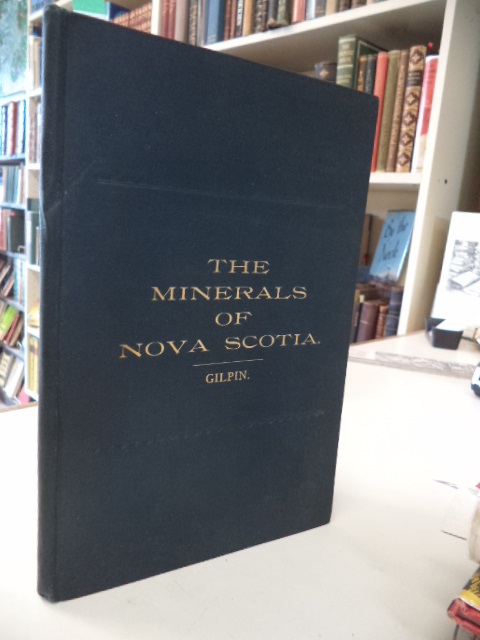 THE
MINERALS
OF
NOVA SCOTIA.
GILPIN.